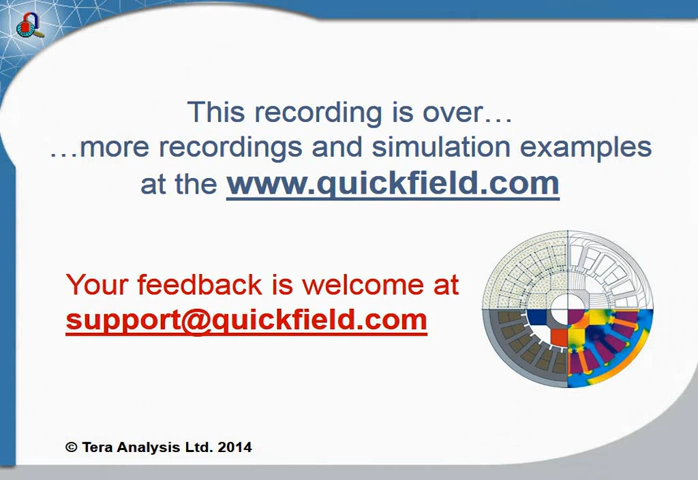 This recording is over…
…more recordings and simulation examples
at the www.quickfield.com
Your feedback is welcome at
support@quickfield.com
© Tera Analysis Ltd. 2014